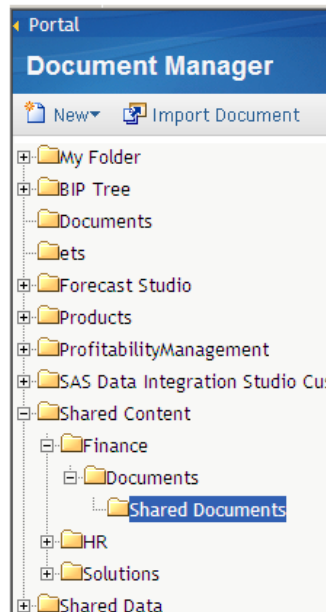 Portal
Document Manager
New Import Document
My Folder
BIP Tree
Documents
ets
Forecast Studio
Products
ProfitabilityManagement
SAS Data Integration Studio Cus
Shared Content
Finance
Documents
Shared Documents
HR
Solutions
Shared Data